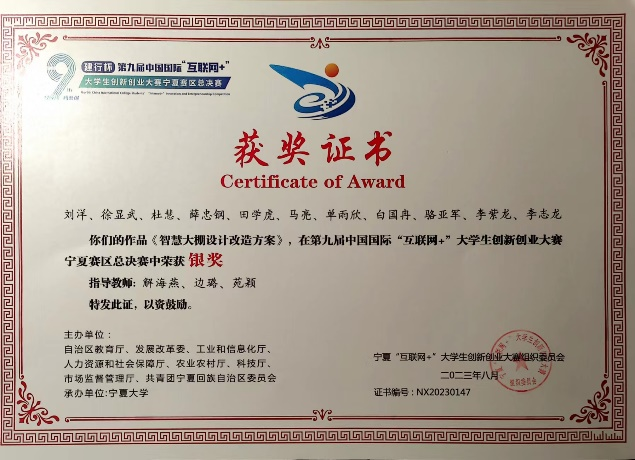 建行杯 第九届中国国际"互联网+"
大学生创新创业大赛宁夏赛区总决赛
获奖证书
Certificate of Award
刘洋、徐显武、杜慧、薛忠钢、田学虎、马亮、单雨欣、白国冉、骆亚军、李紫龙、李志龙
你们的作品《智慧大棚设计改造方案》，在第九届中国国际"互联网+"大学生创新创业大赛
宁夏赛区总决赛中荣获 银奖
指导教师：解海燕、边璐、苑颖
特发此证，以资鼓励。
主办单位：
自治区教育厅、发展改革委、工业和信息化厅、
人力资源和社会保障厅、农业农村厅、科技厅、
市场监督管理厅、共青团宁夏回族自治区委员会
承办单位：宁夏大学
宁夏"互联网+"大学生创新创业大赛组织委员会
二〇二三年八月
证书编号：NX20230147